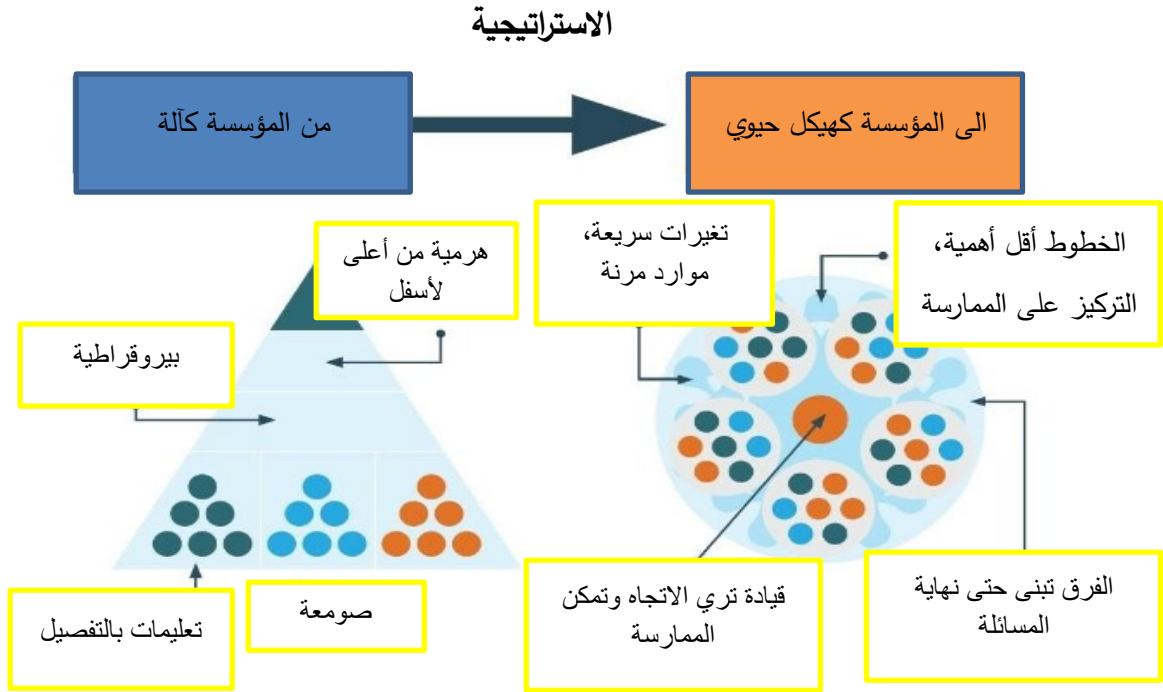 الاستراتيجية
من المؤسسة كآلة
الى المؤسسة كهيكل حيوي
هرمية من أعلى
لأسفل
بيروقراطية
تعليمات بالتفصيل
صومعة
تغيرات سريعة،
موارد مرنة
الخطوط أقل أهمية،
التركيز على الممارسة
قيادة تري الاتجاه وتمكن
الممارسة
الفرق تبنى حتى نهاية
المسائلة